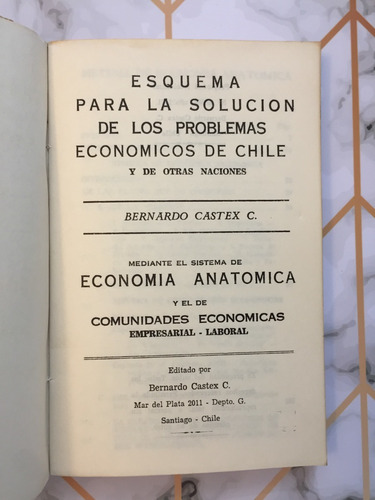 ESQUEMA
PARA LA SOLUCION
DE LOS PROBLEMAS
ECONOMICOS DE CHILE
Y DE OTRAS NACIONES
BERNARDO CASTEX C.
MEDIANTE EL SISTEMA DE
ECONOMIA ANATOMICA
Y EL DE
COMUNIDADES ECONOMICAS
EMPRESARIAL - LABORAL
Editado por
Bernardo Castex C.
Mar del Plata 2011 - Depto. G.
Santiago - Chile